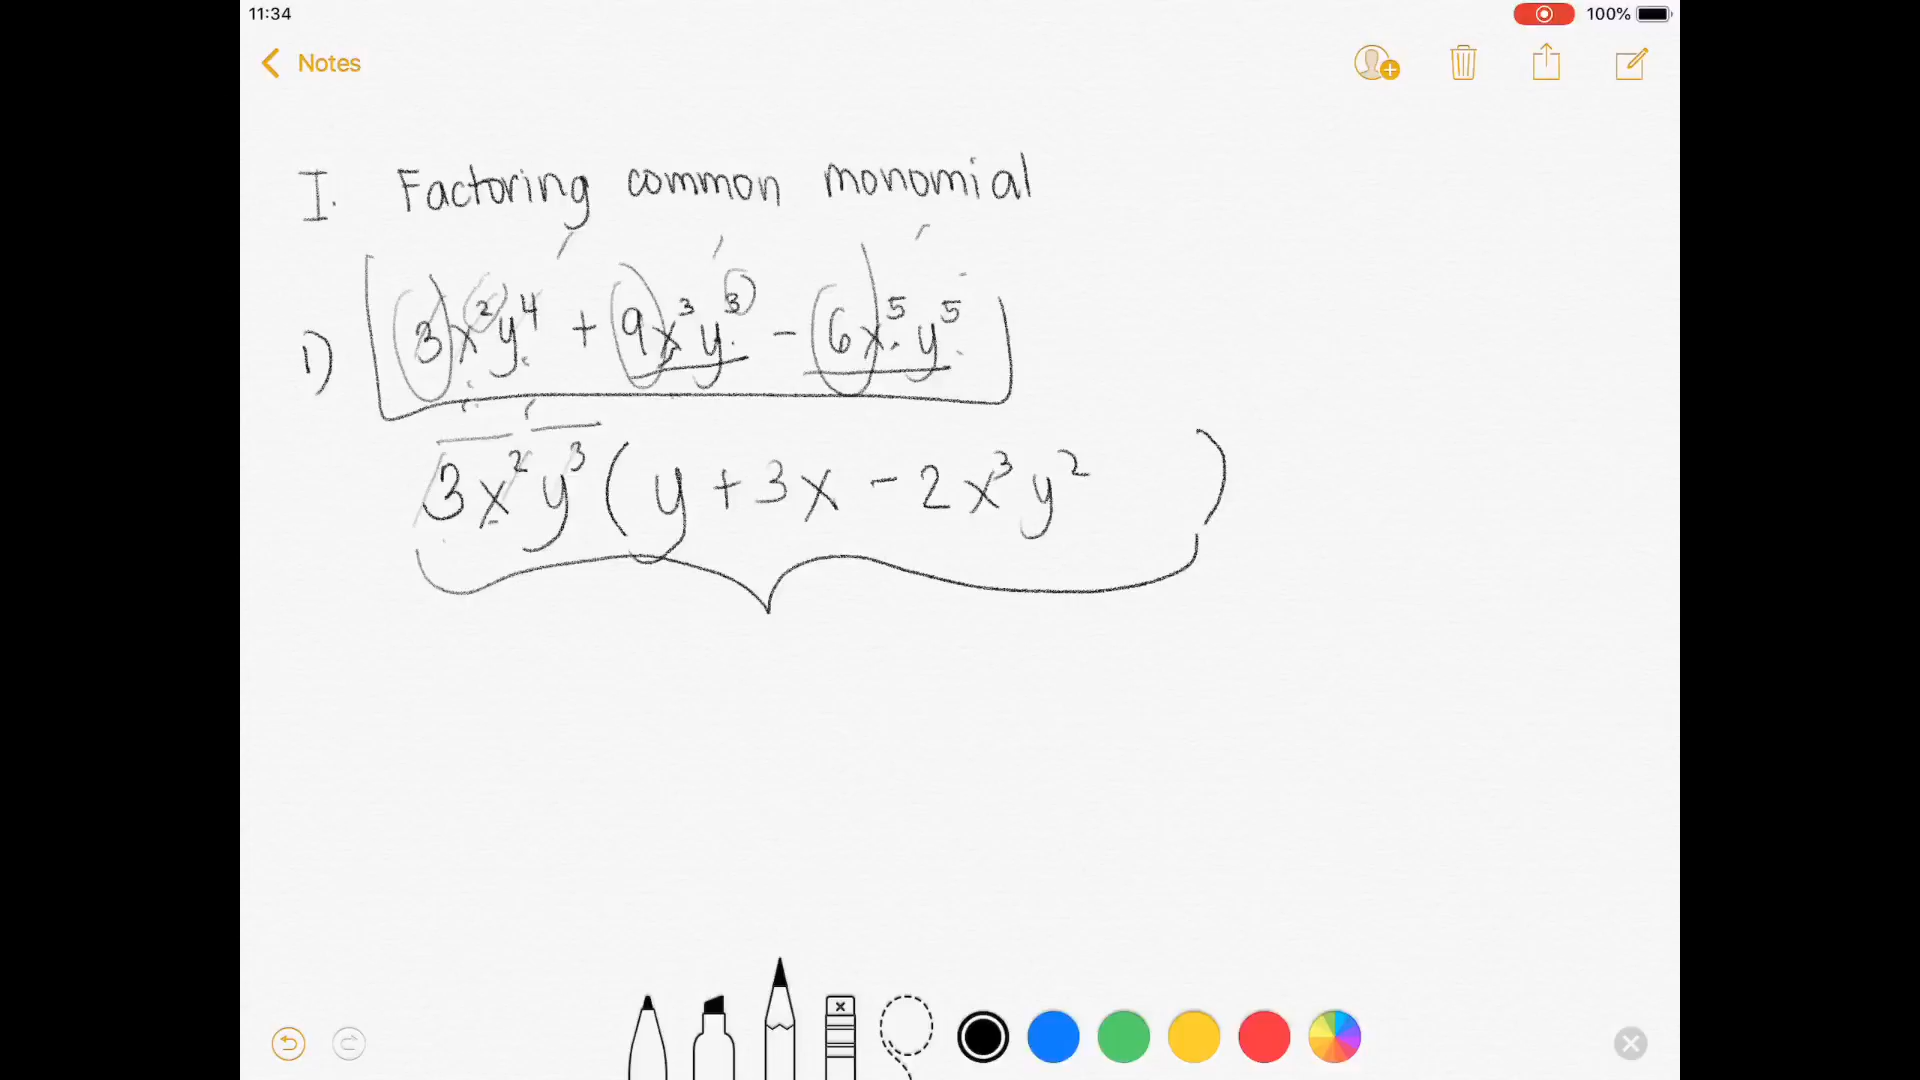 11:34 100%
Notes
I. Factoring common monomial
1) 3x²y⁴ + 9x³y³ - 6x⁵y⁵
3x²y³(y + 3x - 2x³y²)